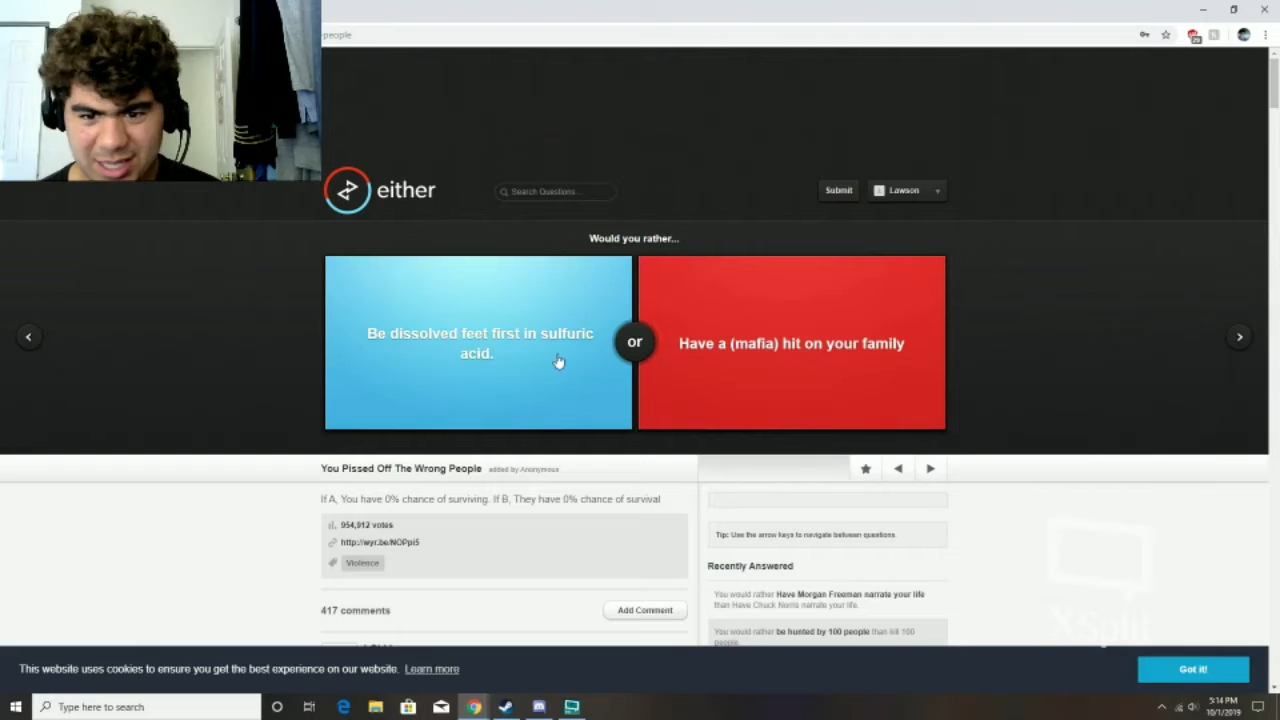 people
either
Search Questions...
Submit
Lawson
Would you rather...
Be dissolved feet first in sulfuric
acid.
or
Have a (mafia) hit on your family
You Pissed Off The Wrong People added by Anonymous
If A, You have 0% chance of surviving. If B, They have 0% chance of survival
954,912 votes
http://wyr.be/NOPpi5
Violence
Tip: Use the arrow keys to navigate between questions.
Recently Answered
417 comments
Add Comment
You would rather Have Morgan Freeman narrate your life
than Have Chuck Norris narrate your life.
You would rather be hunted by 100 people than kill 100
people
XSplit
This website uses cookies to ensure you get the best experience on our website. Learn more
Got it!
Type here to search
5:14 PM
10/1/2019